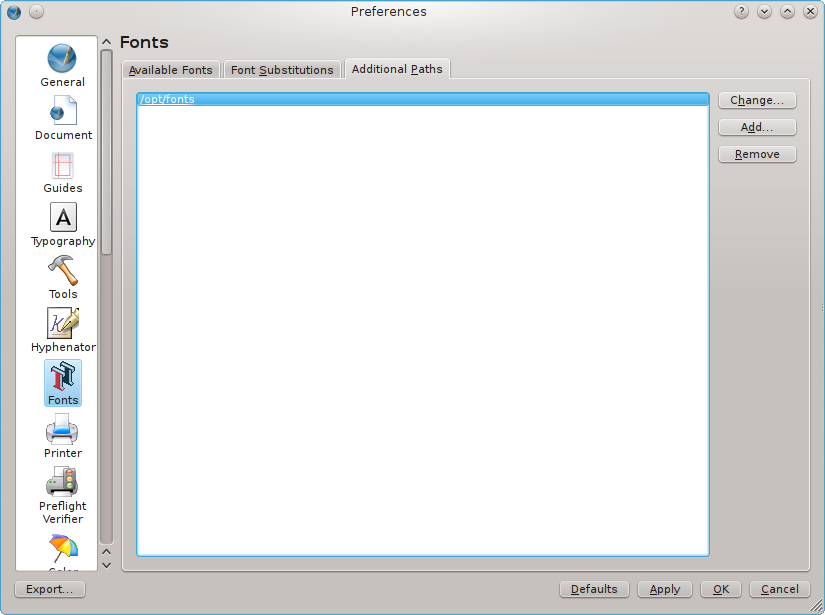 Preferences
Fonts
General
Document
Guides
Typography
Tools
Hyphenator
Fonts
Printer
Preflight
Verifier
Color
Available Fonts
Font Substitutions
Additional Paths
/opt/fonts
Change...
Add...
Remove
Export...
Defaults
Apply
OK
Cancel